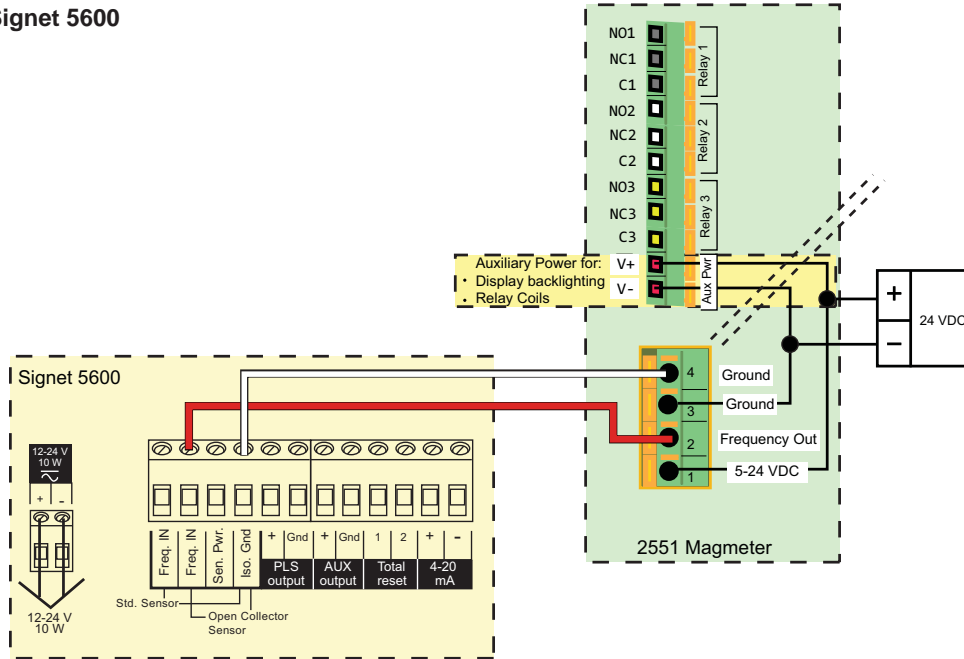 Signet 5600
NO1
NC1
C1
Relay 1
NO2
NC2
C2
Relay 2
NO3
NC3
C3
Relay 3
Auxiliary Power for:
• Display backlighting
• Relay Coils
V+
V-
Aux Pwr
+
-
24 VDC
4
Ground
3
Ground
2
Frequency Out
1
5-24 VDC
2551 Magmeter
Signet 5600
12-24 V
10 W
+ -
12-24 V
10 W
Freq. IN
Freq. IN
Sen. Pwr.
Iso. Gnd
+ Gnd + Gnd 1 2 + -
PLS output
AUX output
Total reset
4-20 mA
Std. Sensor
Open Collector
Sensor